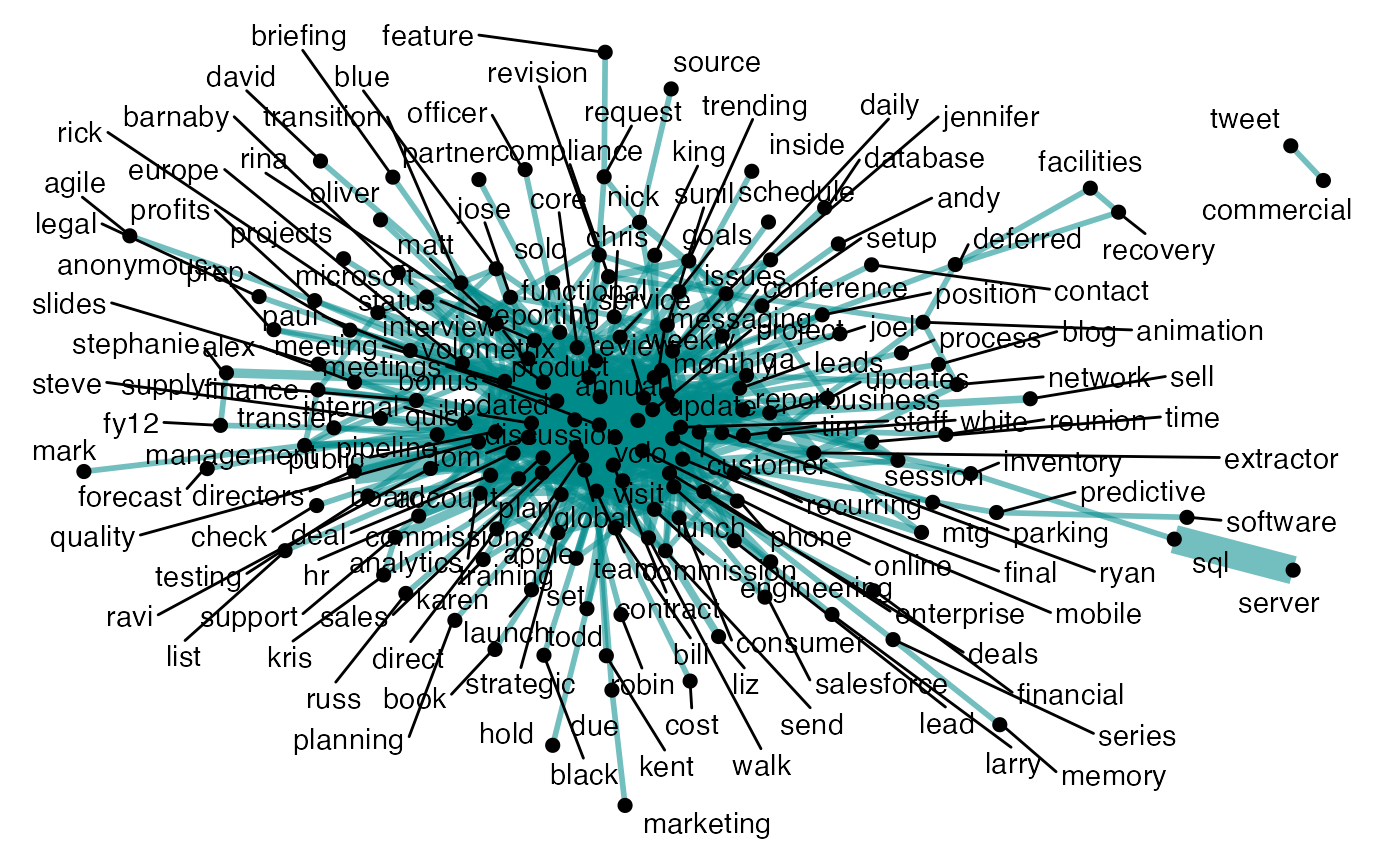 briefing
feature
david
blue
revision
source
barnaby
transition
officer
request
trending
daily
jennifer
tweet
rick
europe
rina
partner
compliance
king
inside
database
facilities
agile
oliver
core
nick
sunil
schedule
andy
commercial
legal
profits
jose
projects
matt
sold
chris
goals
setup
deferred
recovery
anonymous
prep
microsoft
functional
service
issues
conference
position
contact
slides
status
paul
interview
reporting
messaging
project
joel
process
blog
animation
stephanie
alex
meeting
volometrix
review
weekly
monthly
qa
leads
meetings
product
steve
supply
finance
bonus
annual
updates
network
sell
fy12
transfer
internal
quick
updated
update
report
business
tim
staff
white
reunion
time
mark
management
public
pipeline
discussion
volo
customer
session
inventory
extractor
forecast
directors
board
account
plan
visit
recurring
predictive
quality
check
deal
commissions
global
lunch
phone
mtg
parking
software
testing
hr
analytics
training
apple
team
commission
online
final
ryan
sql
server
ravi
support
sales
karen
set
contract
engineering
enterprise
mobile
list
kris
direct
launch
todd
bill
consumer
deals
russ
book
strategic
robin
liz
salesforce
financial
planning
hold
due
cost
send
lead
series
black
kent
walk
larry
memory
marketing